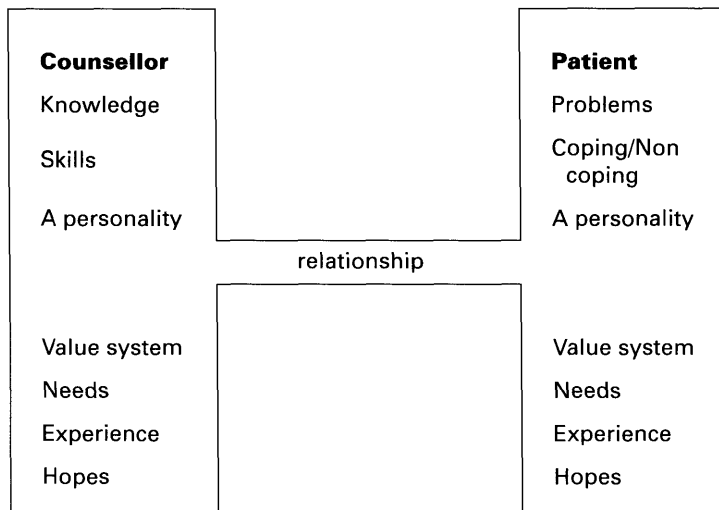 Counsellor
Knowledge
Skills
A personality
Value system
Needs
Experience
Hopes
relationship
Patient
Problems
Coping/Non
coping
A personality
Value system
Needs
Experience
Hopes